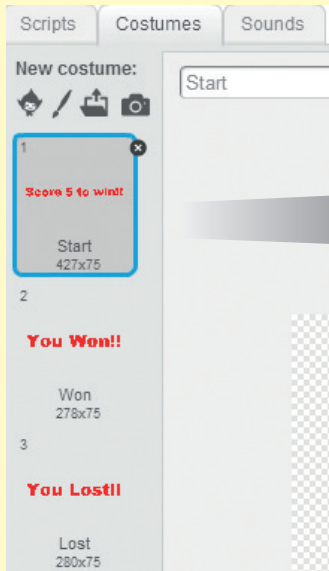 Scripts Costumes Sounds
New costume:
Start
1
Score 5 to win!!
Start
427x75
2
You Won!!
Won
278x75
3
You Lost!!
Lost
280x75